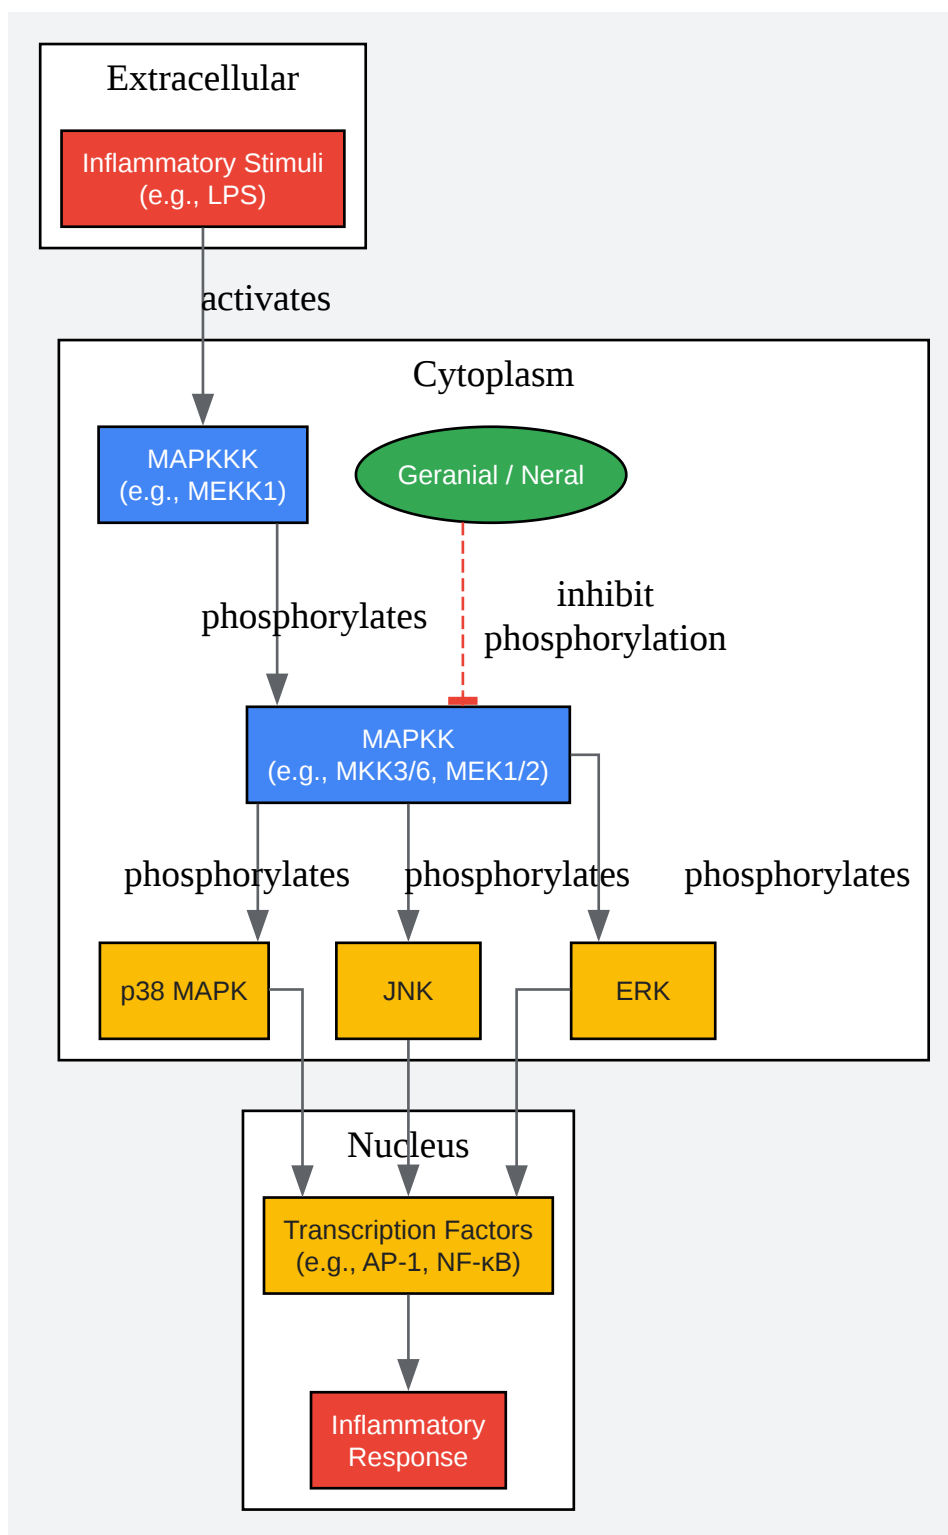 Extracellular
Inflammatory Stimuli
(e.g., LPS)
activates
Cytoplasm
MAPKKK
(e.g., MEKK1)
Geranial / Neral
phosphorylates
inhibit
phosphorylation
MAPKK
(e.g., MKK3/6, MEK1/2)
phosphorylates
phosphorylates
phosphorylates
p38 MAPK
JNK
ERK
Nucleus
Transcription Factors
(e.g., AP-1, NF-κB)
Inflammatory
Response